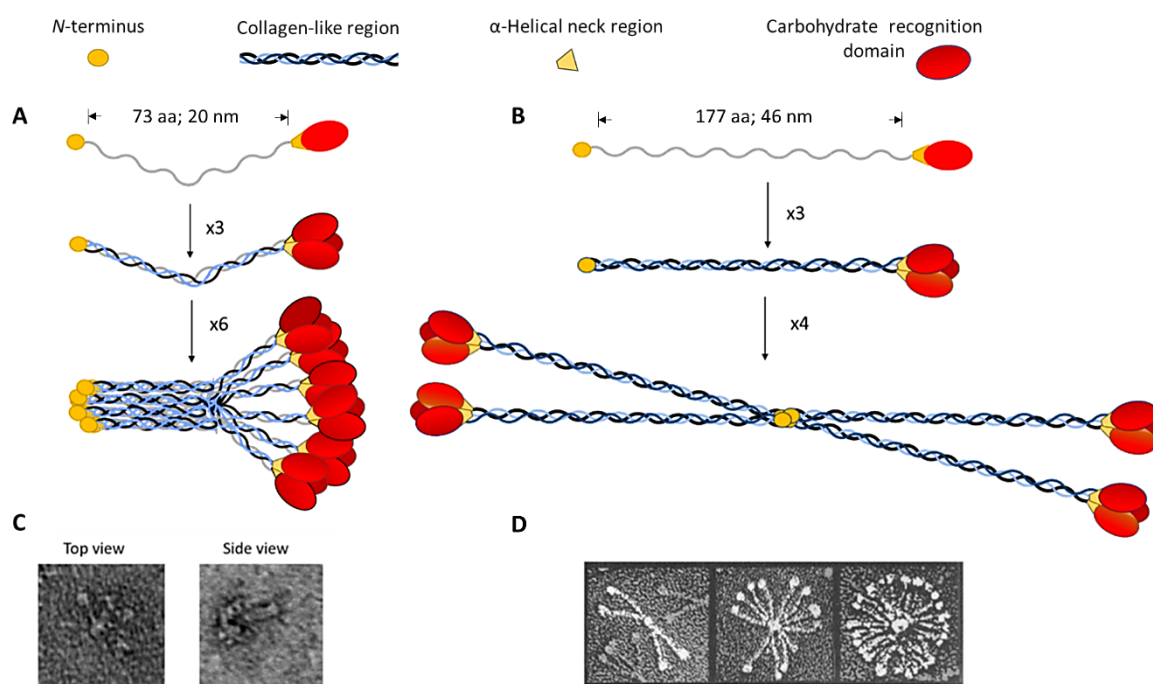 N-terminus
Collagen-like region
α-Helical neck region
Carbohydrate recognition
domain
A
73 aa; 20 nm
B
177 aa; 46 nm
x3
x3
x6
x4
C
D
Top view
Side view